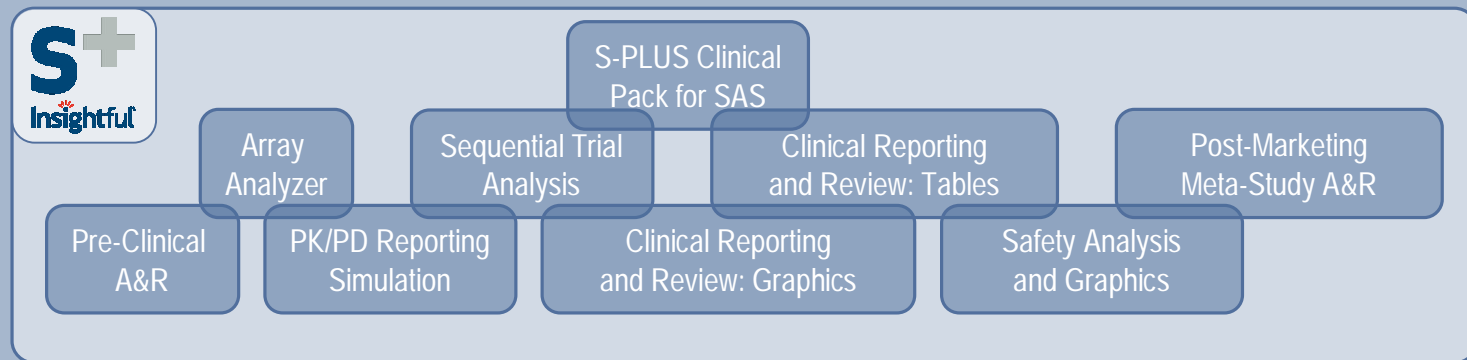 S+
Insightful
S-PLUS Clinical
Pack for SAS
Array
Analyzer
Sequential Trial
Analysis
Clinical Reporting
and Review: Tables
Post-Marketing
Meta-Study A&R
Pre-Clinical
A&R
PK/PD Reporting
Simulation
Clinical Reporting
and Review: Graphics
Safety Analysis
and Graphics